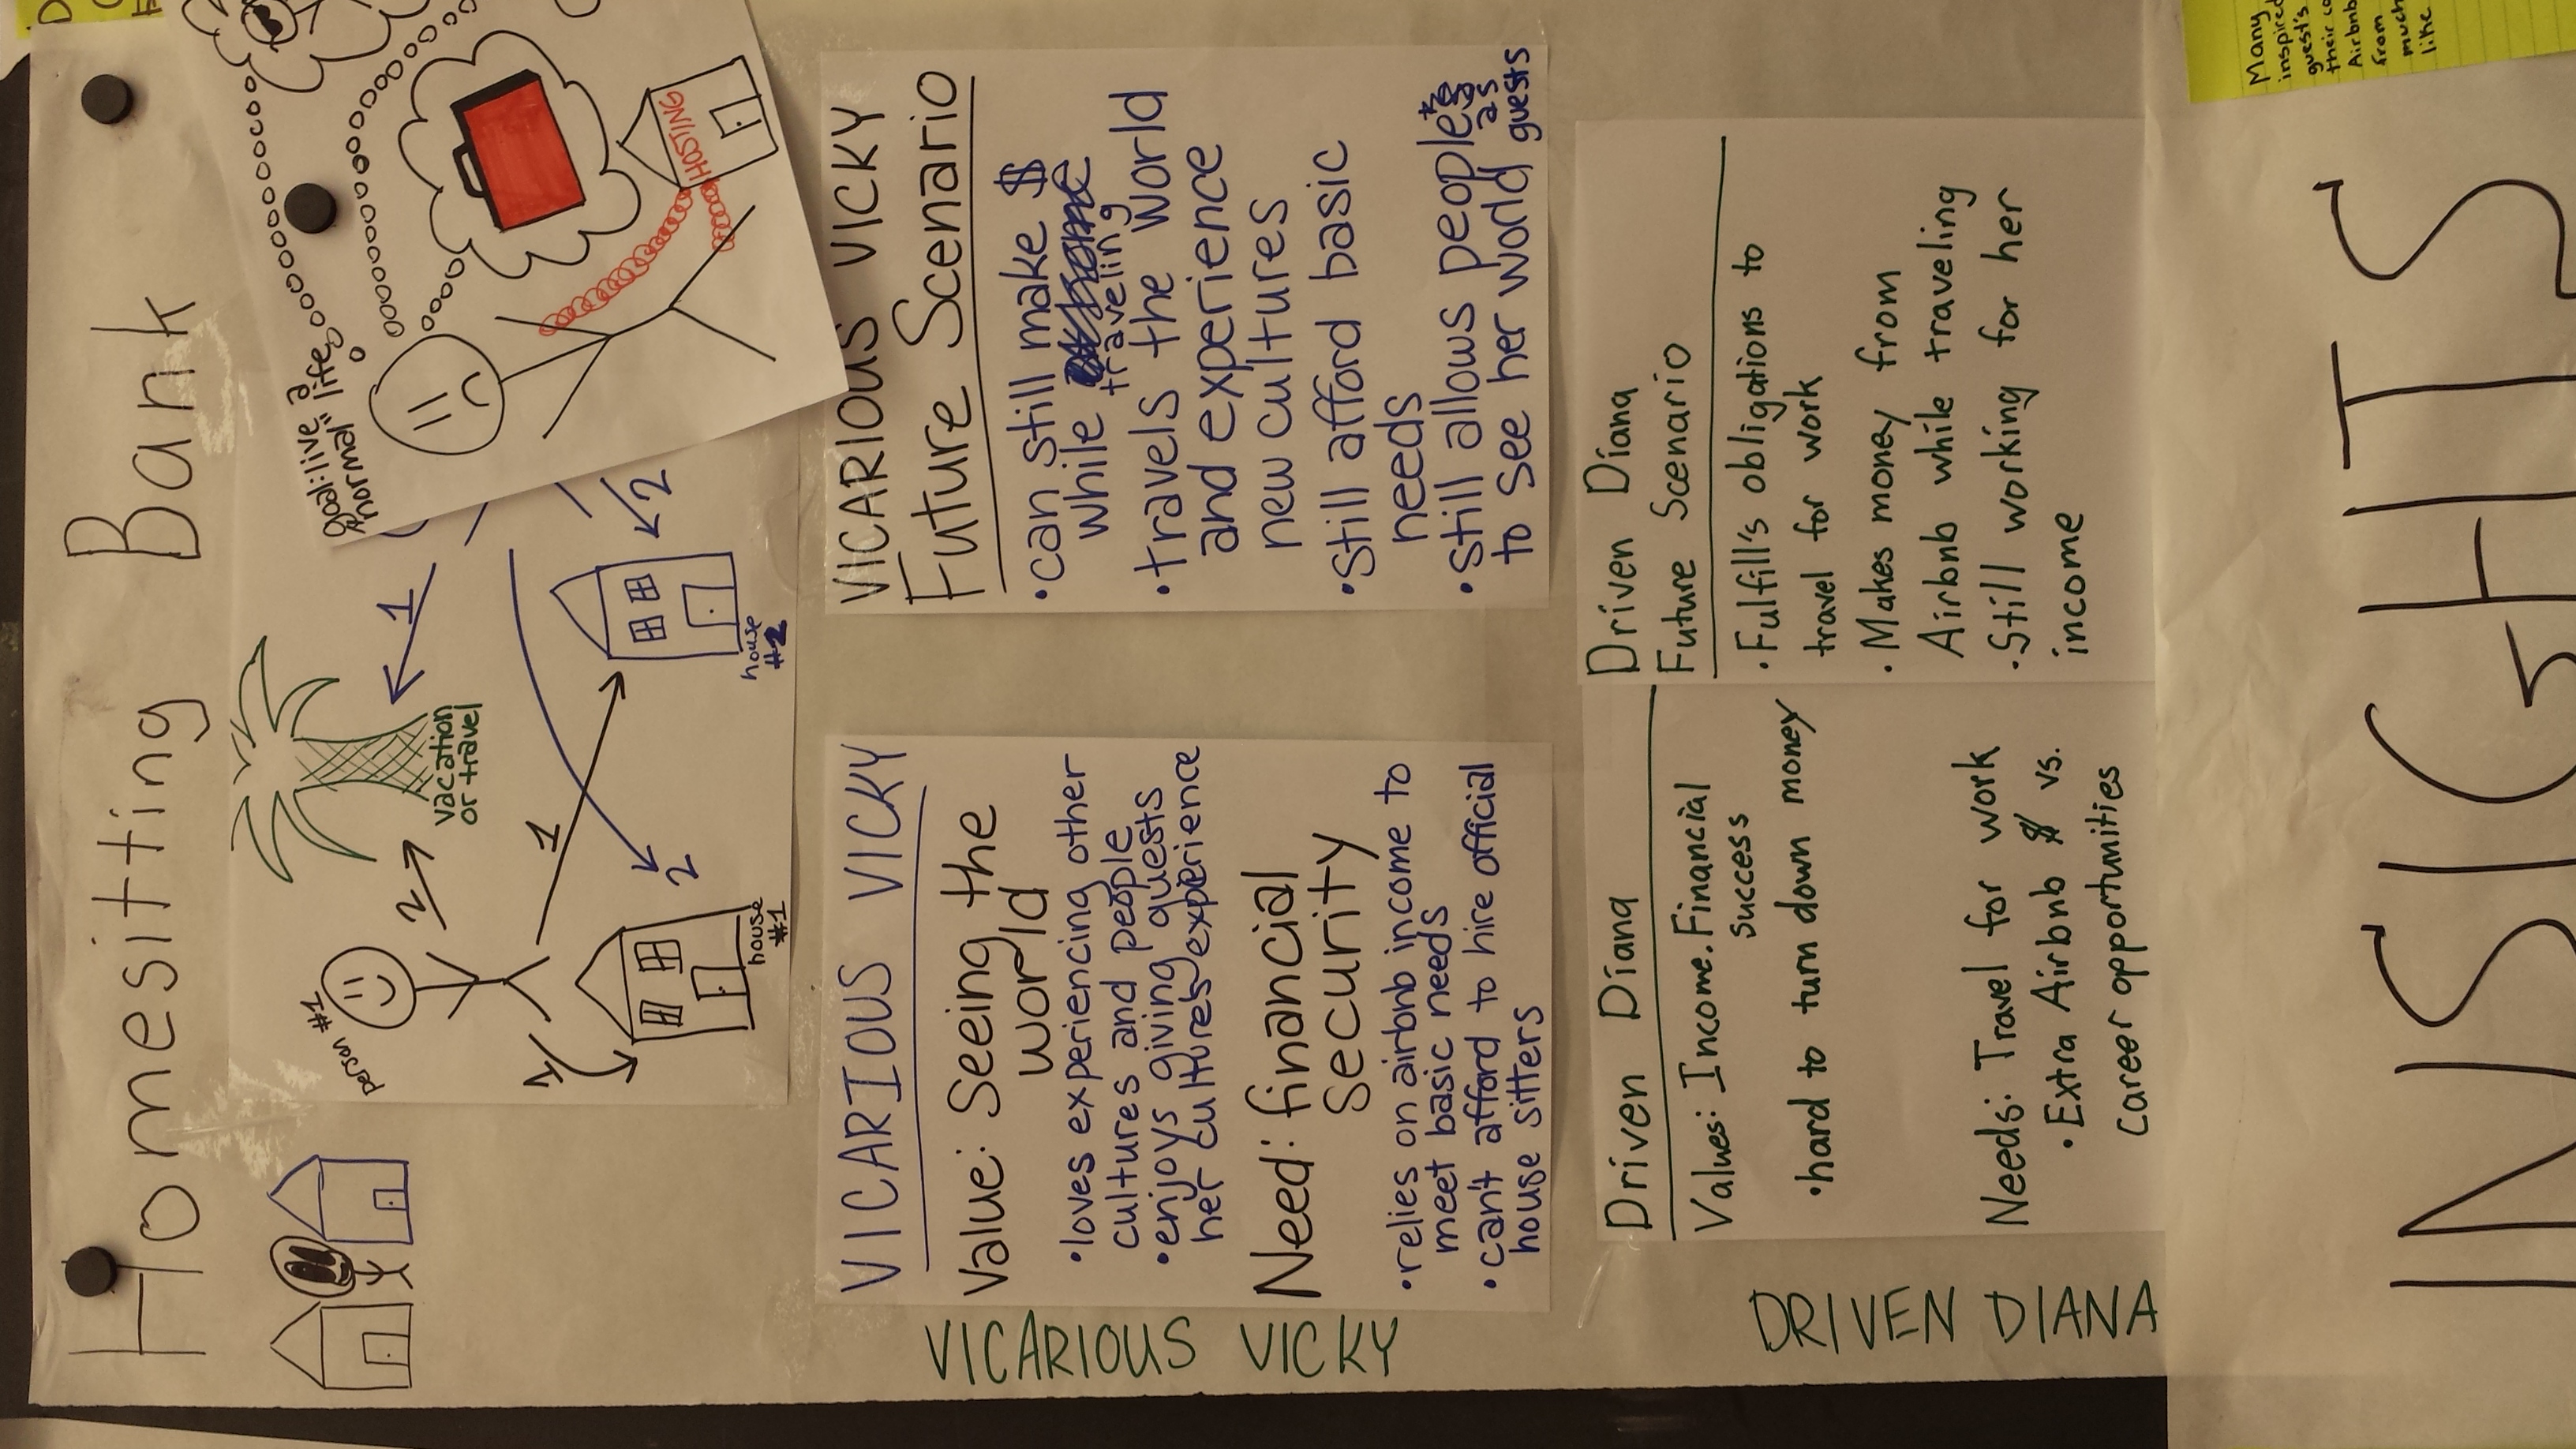 Homesitting Bank
person #1
2
1
vacation
or travel
1
1
2
2
house
#1
house
#2
goal: live a
"normal" life
HOSTING
VICARIOUS VICKY
VICARIOUS VICKY
Value: Seeing the
world
•loves experiencing other
cultures and people
•enjoys giving guests
her culture's experience
Need: financial
security
•relies on airbnb income to
meet basic needs
•can't afford to hire official
house sitters
VICARIOUS VICKY
Future Scenario
•can still make $
while
traveling
•travels the world
and experience
new cultures
•still afford basic
needs
•still allows people
as
to see her world guests
DRIVEN DIANA
Driven Diana
Values: Income. Financial
success
•hard to turn down money
Needs: Travel for work
•Extra Airbnb $ vs.
career opportunities
Driven Diana
Future Scenario
•Fulfill's obligations to
travel for work
•Makes money from
Airbnb while traveling
•Still working for her
income
INSIGHTS
Many
inspired
guest's
their
Airbnb
from
much
like